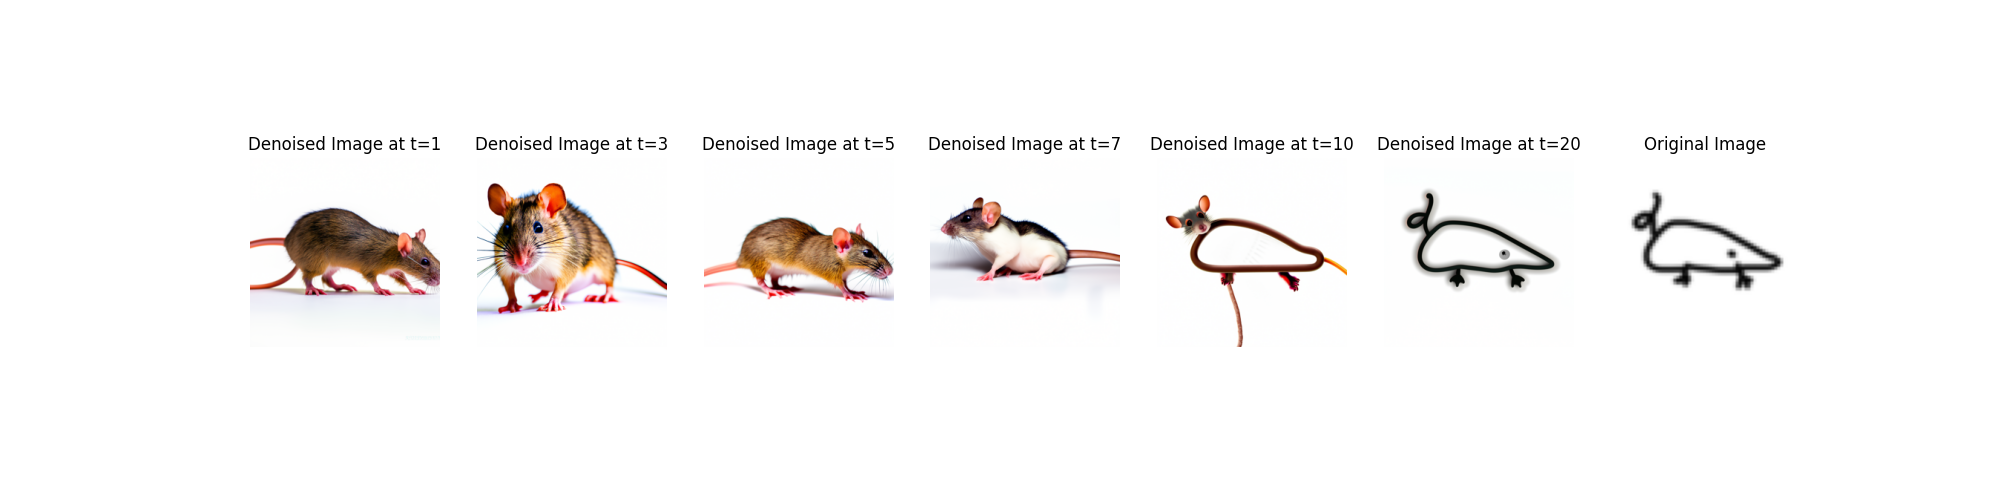 Denoised Image at t=1
Denoised Image at t=3
Denoised Image at t=5
Denoised Image at t=7
Denoised Image at t=10
Denoised Image at t=20
Original Image